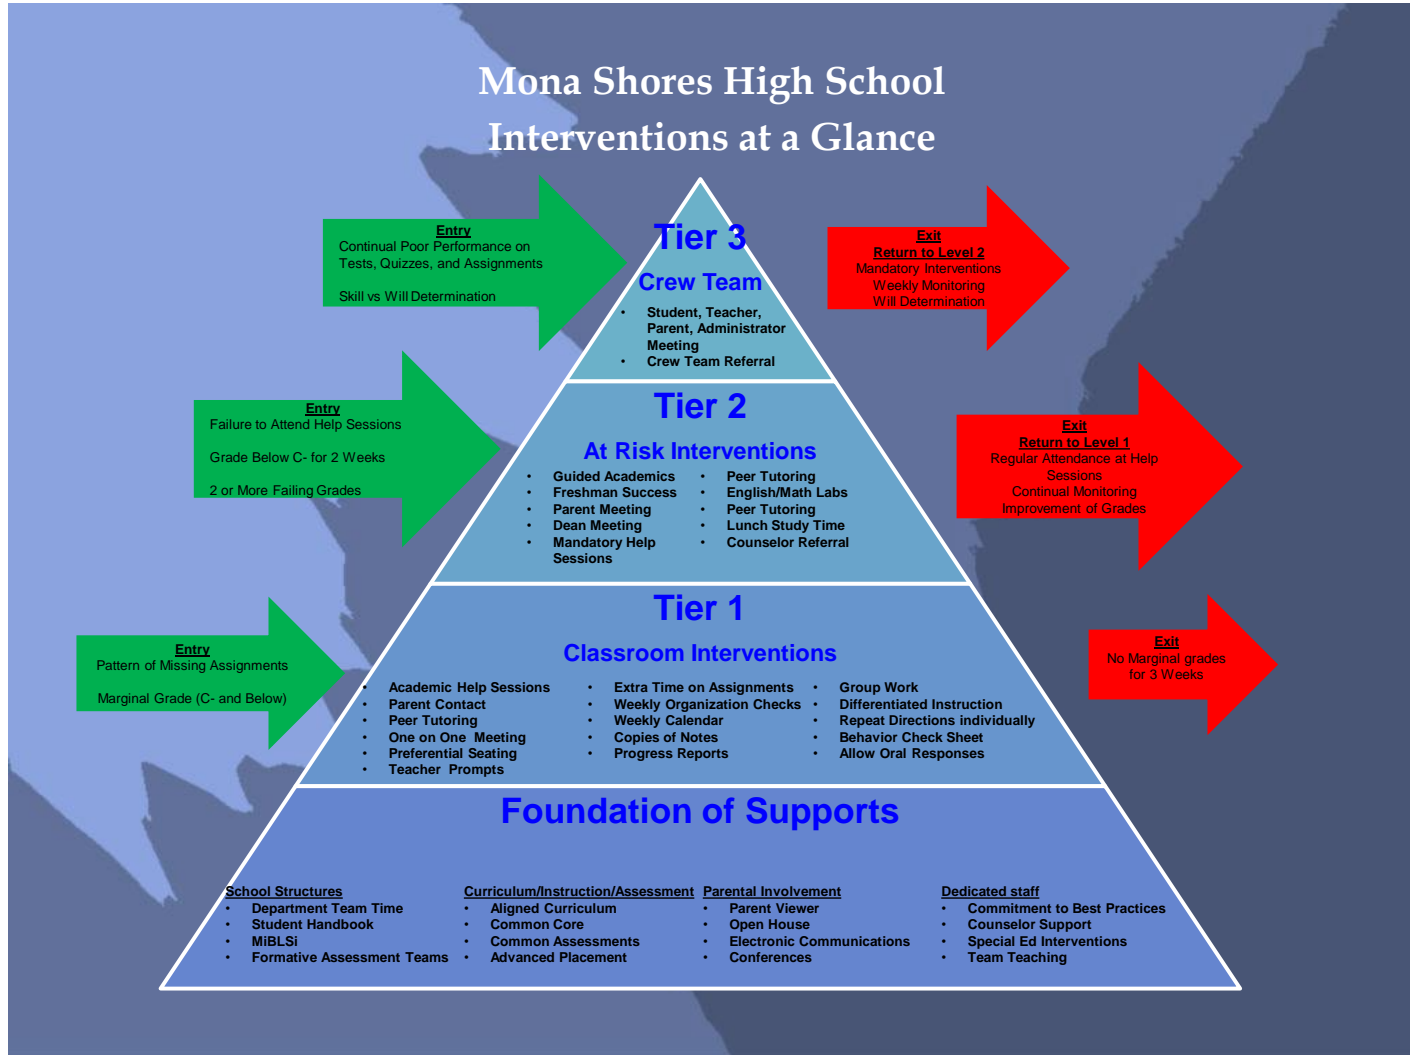 Mona Shores High School
Interventions at a Glance
Entry
Continual Poor Performance on
Tests, Quizzes, and Assignments
Skill vs Will Determination
Tier 3
Crew Team
• Student, Teacher,
Parent, Administrator
Meeting
• Crew Team Referral
Exit
Return to Level 2
Mandatory Interventions
Weekly Monitoring
Will Determination
Entry
Failure to Attend Help Sessions
Grade Below C- for 2 Weeks
2 or More Failing Grades
Tier 2
At Risk Interventions
• Guided Academics
• Freshman Success
• Parent Meeting
• Dean Meeting
• Mandatory Help
Sessions
• Peer Tutoring
• English/Math Labs
• Peer Tutoring
• Lunch Study Time
• Counselor Referral
Exit
Return to Level 1
Regular Attendance at Help
Sessions
Continual Monitoring
Improvement of Grades
Entry
Pattern of Missing Assignments
Marginal Grade (C- and Below)
Tier 1
Classroom Interventions
• Academic Help Sessions
• Parent Contact
• Peer Tutoring
• One on One Meeting
• Preferential Seating
• Teacher Prompts
• Extra Time on Assignments
• Weekly Organization Checks
• Weekly Calendar
• Copies of Notes
• Progress Reports
• Group Work
• Differentiated Instruction
• Repeat Directions individually
• Behavior Check Sheet
• Allow Oral Responses
Exit
No Marginal grades
for 3 Weeks
Foundation of Supports
School Structures
• Department Team Time
• Student Handbook
• MiBLSi
• Formative Assessment Teams
Curriculum/Instruction/Assessment
• Aligned Curriculum
• Common Core
• Common Assessments
• Advanced Placement
Parental Involvement
• Parent Viewer
• Open House
• Electronic Communications
• Conferences
Dedicated staff
• Commitment to Best Practices
• Counselor Support
• Special Ed Interventions
• Team Teaching